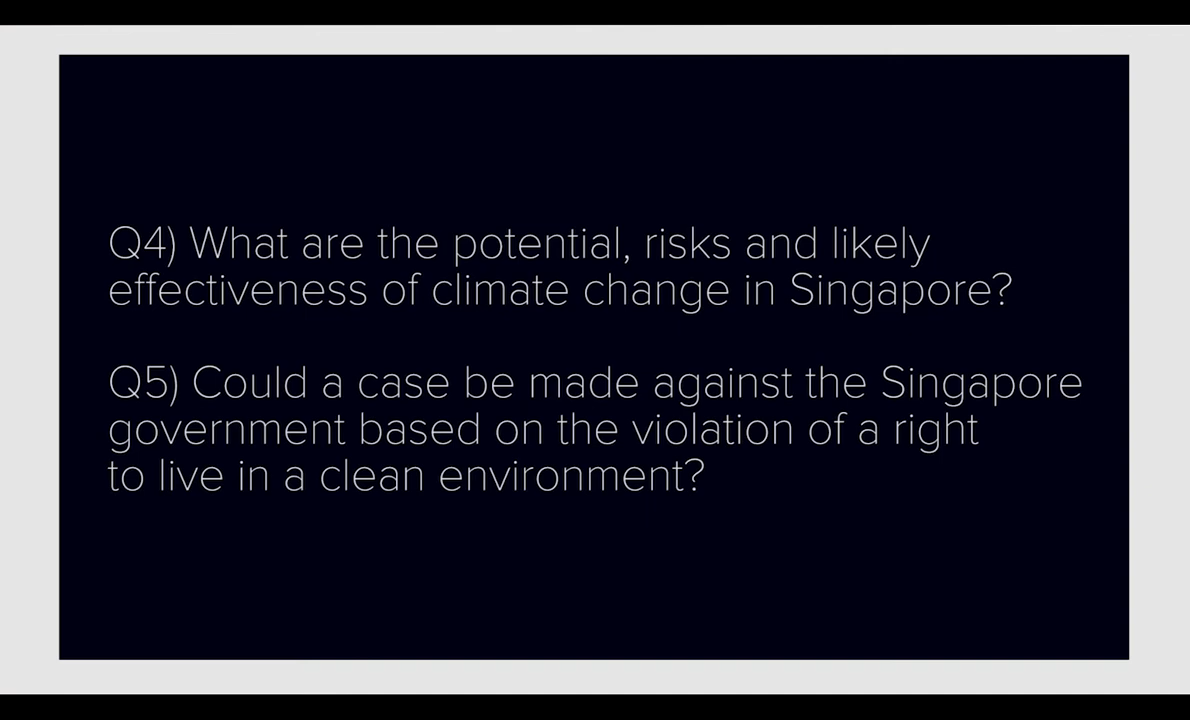 Q4) What are the potential, risks and likely
effectiveness of climate change in Singapore?
Q5) Could a case be made against the Singapore
government based on the violation of a right
to live in a clean environment?